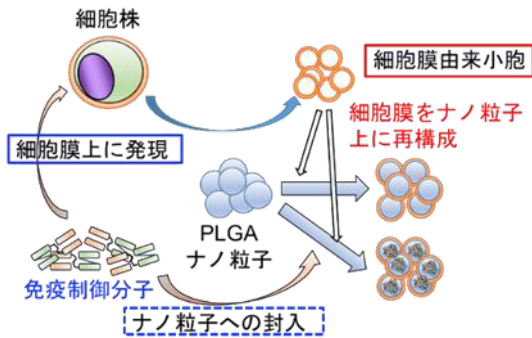 細胞株
細胞膜由来小胞
細胞膜をナノ粒子
上に再構成
細胞膜上に発現
PLGA
ナノ粒子
免疫制御分子
ナノ粒子への封入